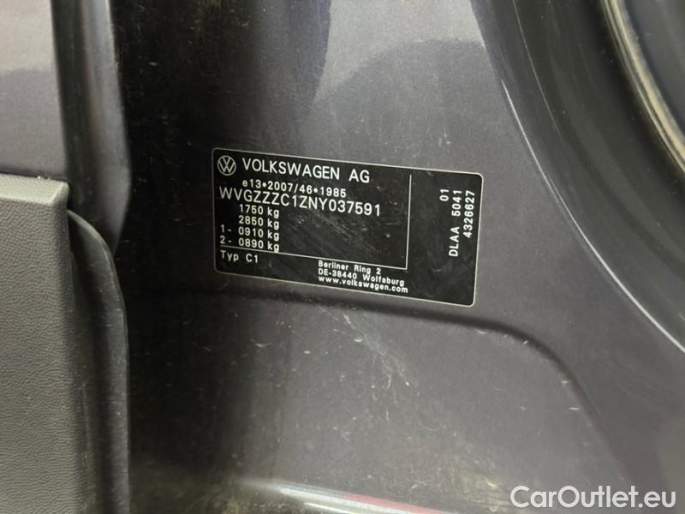 VOLKSWAGEN AG
e13*2007/46*1985
WVGZZZC1ZNY037591
1750 kg
2850 kg
1- 0910 kg
2- 0890 kg
Typ C1
Berliner Ring 2
DE-38440 Wolfsburg
www.volkswagen.com
01
DLAA 5041
4326627
CarOutlet.eu